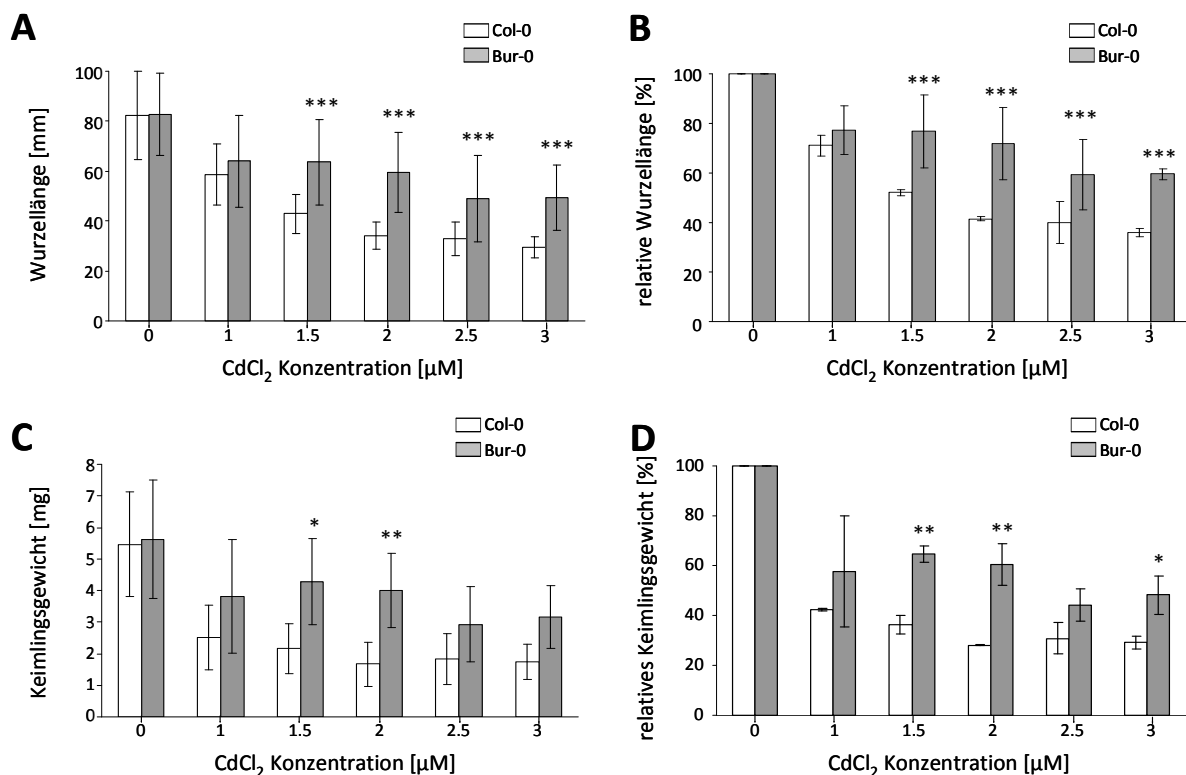 A
Col-0
Bur-0
Wurzellänge [mm]
100
80
60
40
20
0
*** *** *** ***
0 1 1.5 2 2.5 3
CdCl2 Konzentration [µM]
B
Col-0
Bur-0
relative Wurzellänge [%]
100
80
60
40
20
0
*** *** *** ***
0 1 1.5 2 2.5 3
CdCl2 Konzentration [µM]
C
Col-0
Bur-0
Keimlingsgewicht [mg]
8
7
6
5
4
3
2
1
0
* **
0 1 1.5 2 2.5 3
CdCl2 Konzentration [µM]
D
Col-0
Bur-0
relatives Keimlingsgewicht [%]
100
80
60
40
20
0
** ** *
0 1 1.5 2 2.5 3
CdCl2 Konzentration [µM]